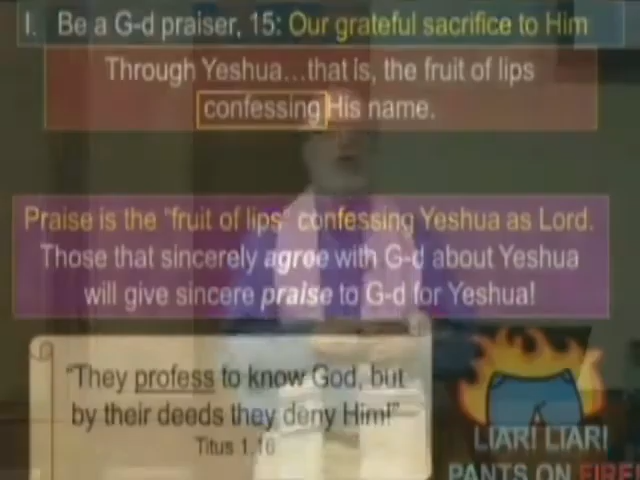 I. Be a G-d praiser, 15: Our grateful sacrifice to Him
Through Yeshua...that is, the fruit of lips
confessing His name.
Praise is the "fruit of lips" confessing Yeshua as Lord.
Those that sincerely agree with G-d about Yeshua
will give sincere praise to G-d for Yeshua!
"They profess to know God, but
by their deeds they deny Him!"
Titus 1.16
LIAR! LIAR!
PANTS ON FIRE!